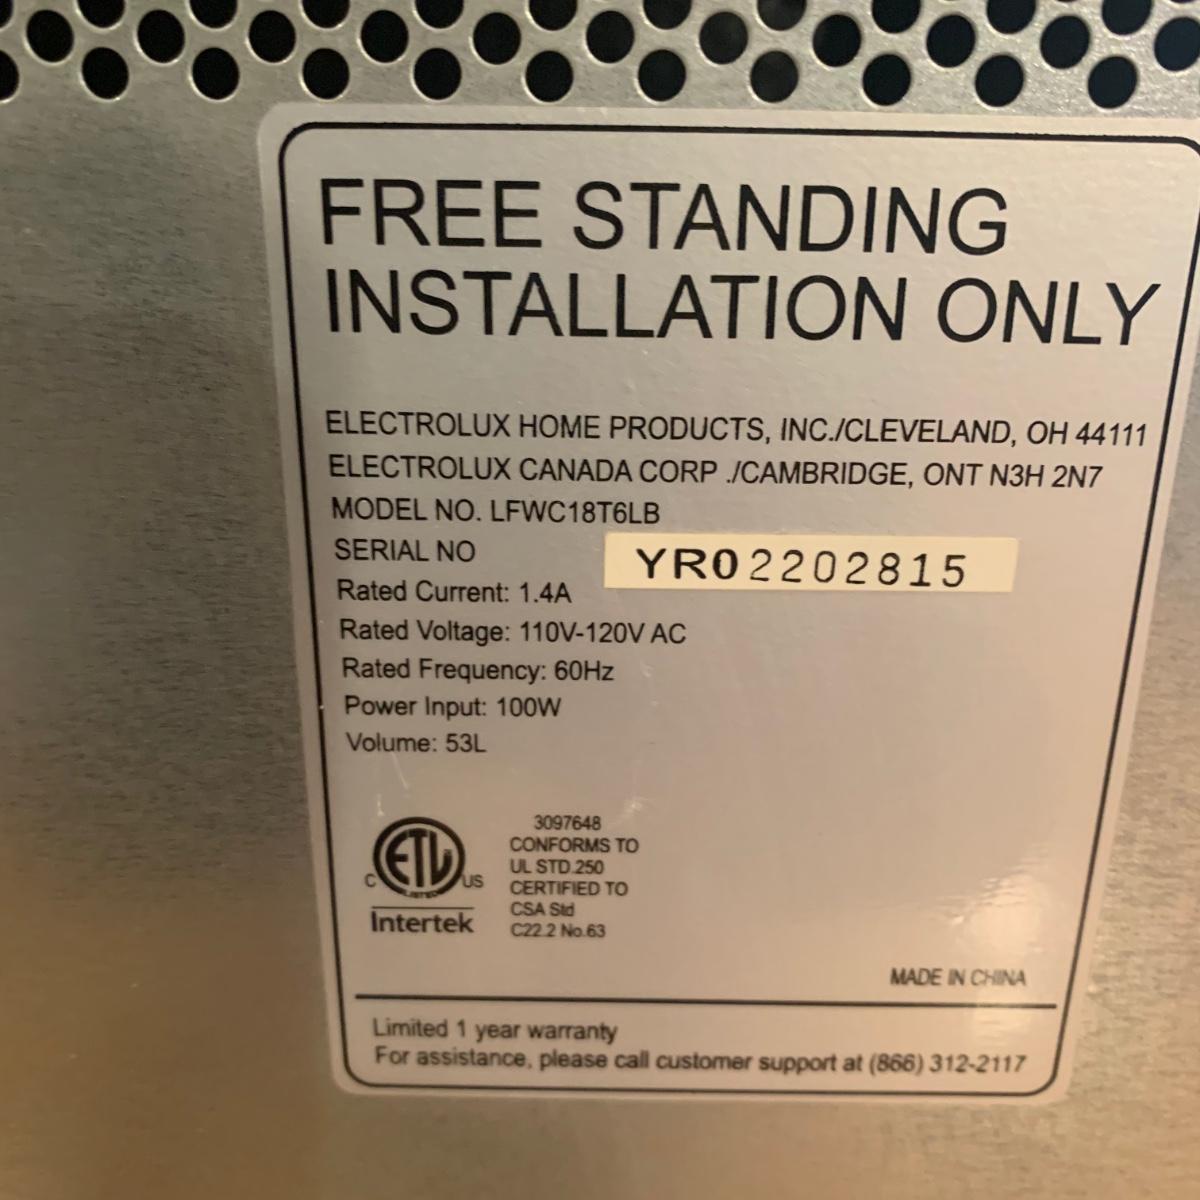 FREE STANDING
INSTALLATION ONLY
ELECTROLUX HOME PRODUCTS, INC./CLEVELAND, OH 44111
ELECTROLUX CANADA CORP ./CAMBRIDGE, ONT N3H 2N7
MODEL NO. LFWC18T6LB
SERIAL NO YR02202815
Rated Current: 1.4A
Rated Voltage: 110V-120V AC
Rated Frequency: 60Hz
Power Input: 100W
Volume: 53L
C ETL US
LISTED
Intertek
3097648
CONFORMS TO
UL STD.250
CERTIFIED TO
CSA Std
C22.2 No.63
MADE IN CHINA
Limited 1 year warranty
For assistance, please call customer support at (866) 312-2117